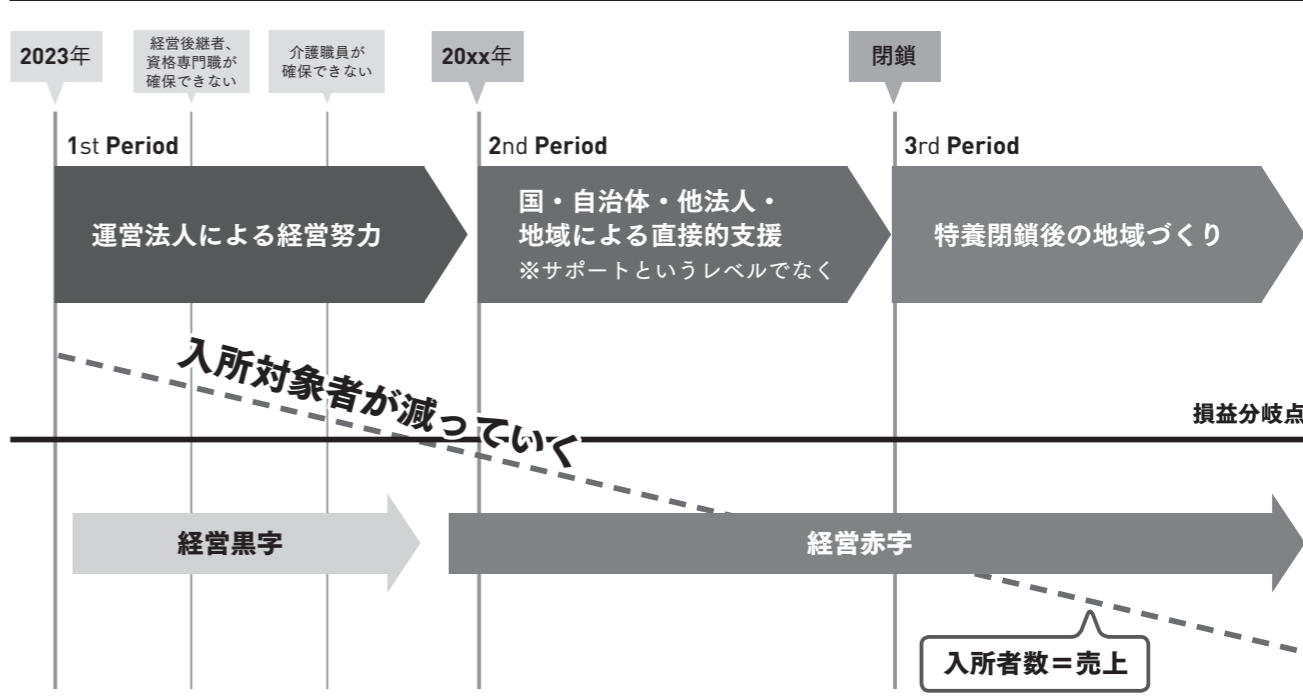 2023年
経営後継者、
資格専門職が
確保できない
介護職員が
確保できない
20xx年
閉鎖
1st Period
2nd Period
3rd Period
運営法人による経営努力
国・自治体・他法人・
地域による直接的支援
※サポートというレベルでなく
特養閉鎖後の地域づくり
入所対象者が減っていく
損益分岐点
経営黒字
経営赤字
入所者数＝売上